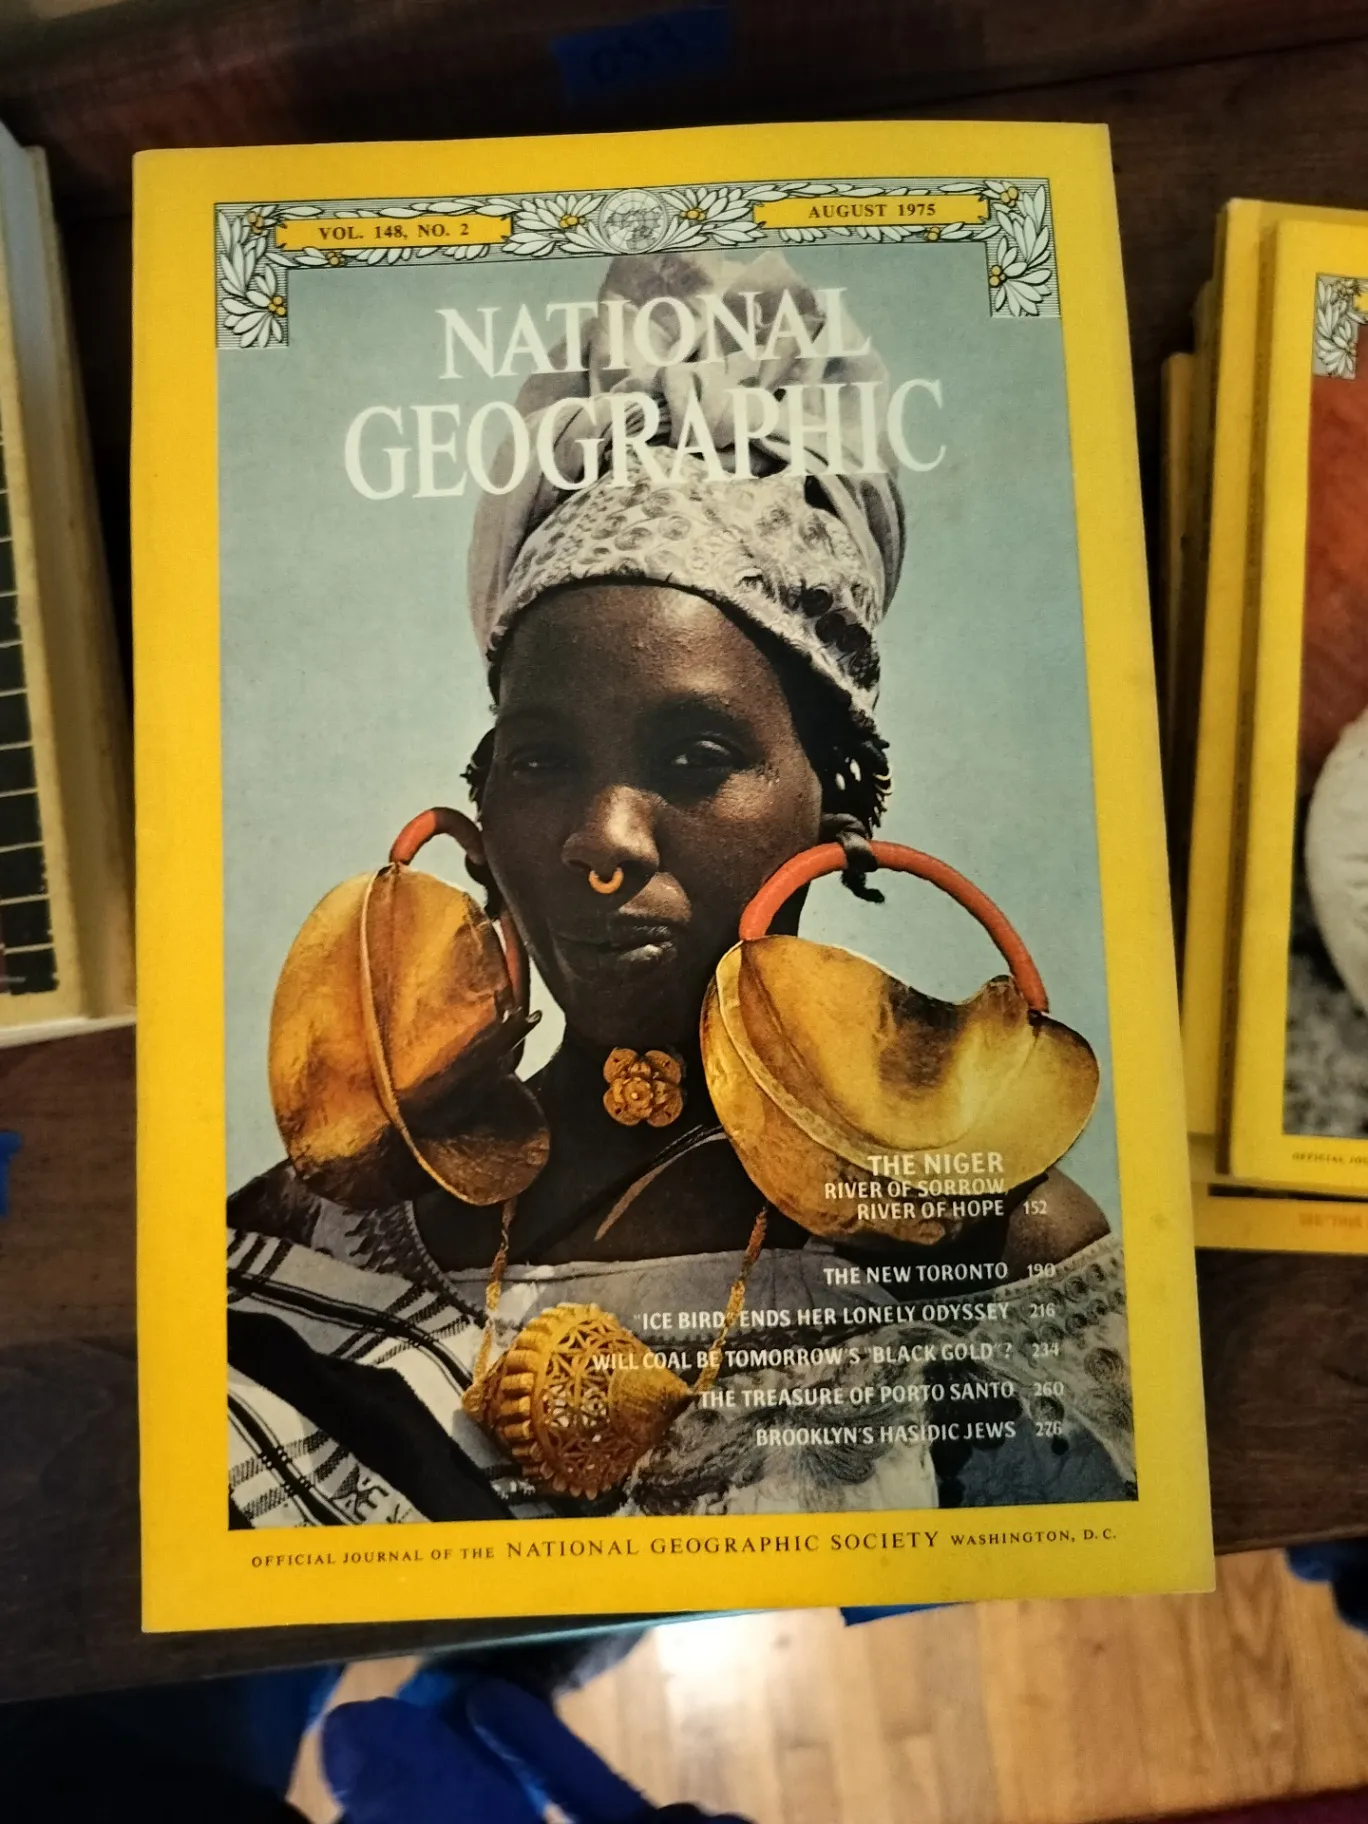 VOL. 148, NO. 2
AUGUST 1975
NATIONAL
GEOGRAPHIC
THE NIGER
RIVER OF SORROW,
RIVER OF HOPE 152
THE NEW TORONTO 190
"ICE BIRD" ENDS HER LONELY ODYSSEY 216
WILL COAL BE TOMORROW'S "BLACK GOLD"? 234
THE TREASURE OF PORTO SANTO 260
BROOKLYN'S HASIDIC JEWS 276
OFFICIAL JOURNAL OF THE NATIONAL GEOGRAPHIC SOCIETY WASHINGTON, D.C.
OFFICIAL